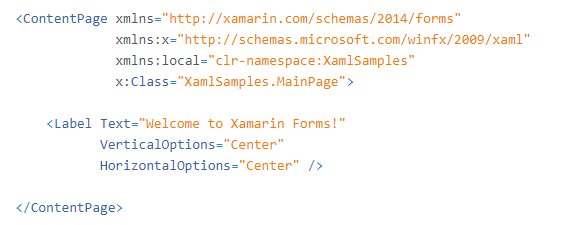 <ContentPage xmlns="http://xamarin.com/schemas/2014/forms"
xmlns:x="http://schemas.microsoft.com/winfx/2009/xaml"
xmlns:local="clr-namespace:XamlSamples"
x:Class="XamlSamples.MainPage">
<Label Text="Welcome to Xamarin Forms!"
VerticalOptions="Center"
HorizontalOptions="Center" />
</ContentPage>